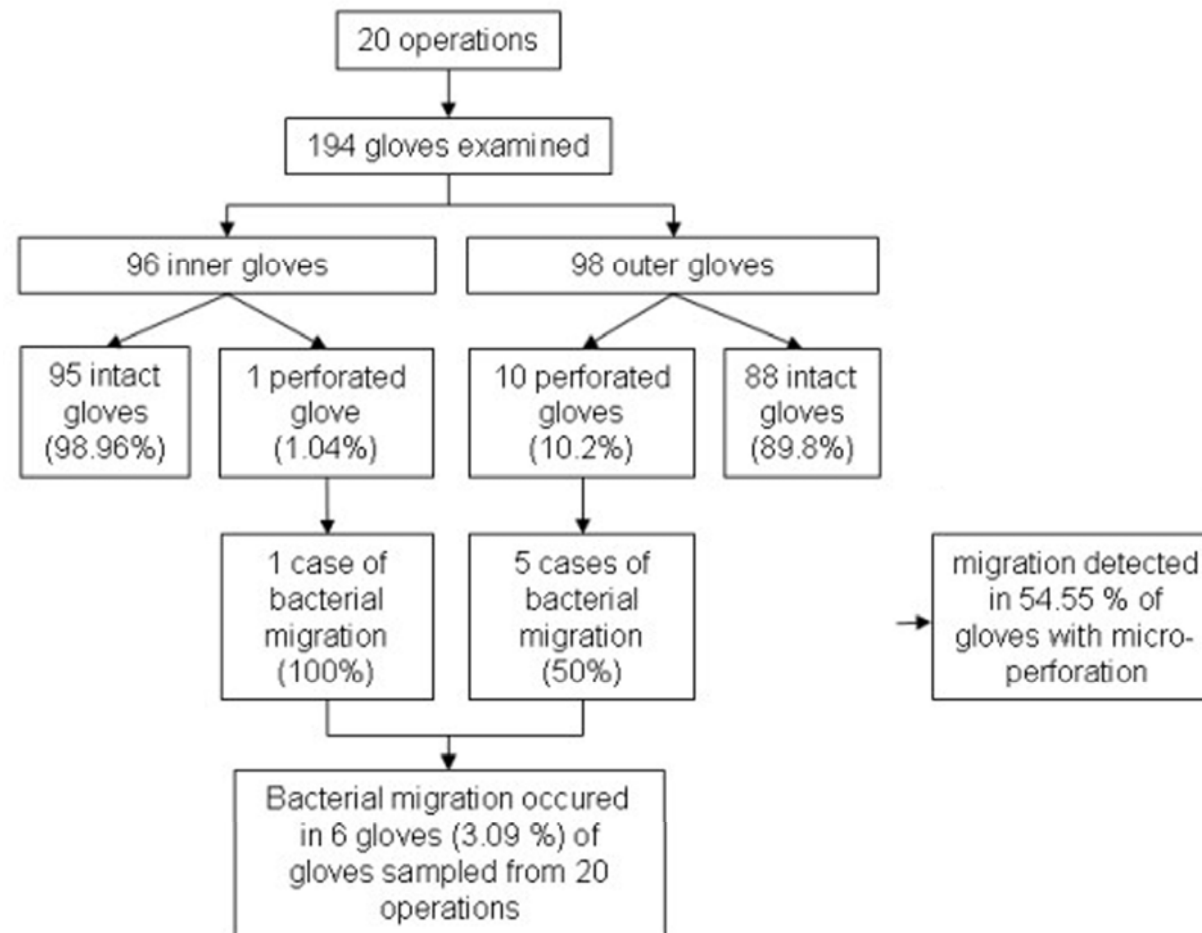 20 operations
194 gloves examined
96 inner gloves
98 outer gloves
95 intact
gloves
(98.96%)
1 perforated
glove
(1.04%)
10 perforated
gloves
(10.2%)
88 intact
gloves
(89.8%)
1 case of
bacterial
migration
(100%)
5 cases of
bacterial
migration
(50%)
migration detected
in 54.55 % of
gloves with micro-
perforation
Bacterial migration occured
in 6 gloves (3.09 %) of
gloves sampled from 20
operations